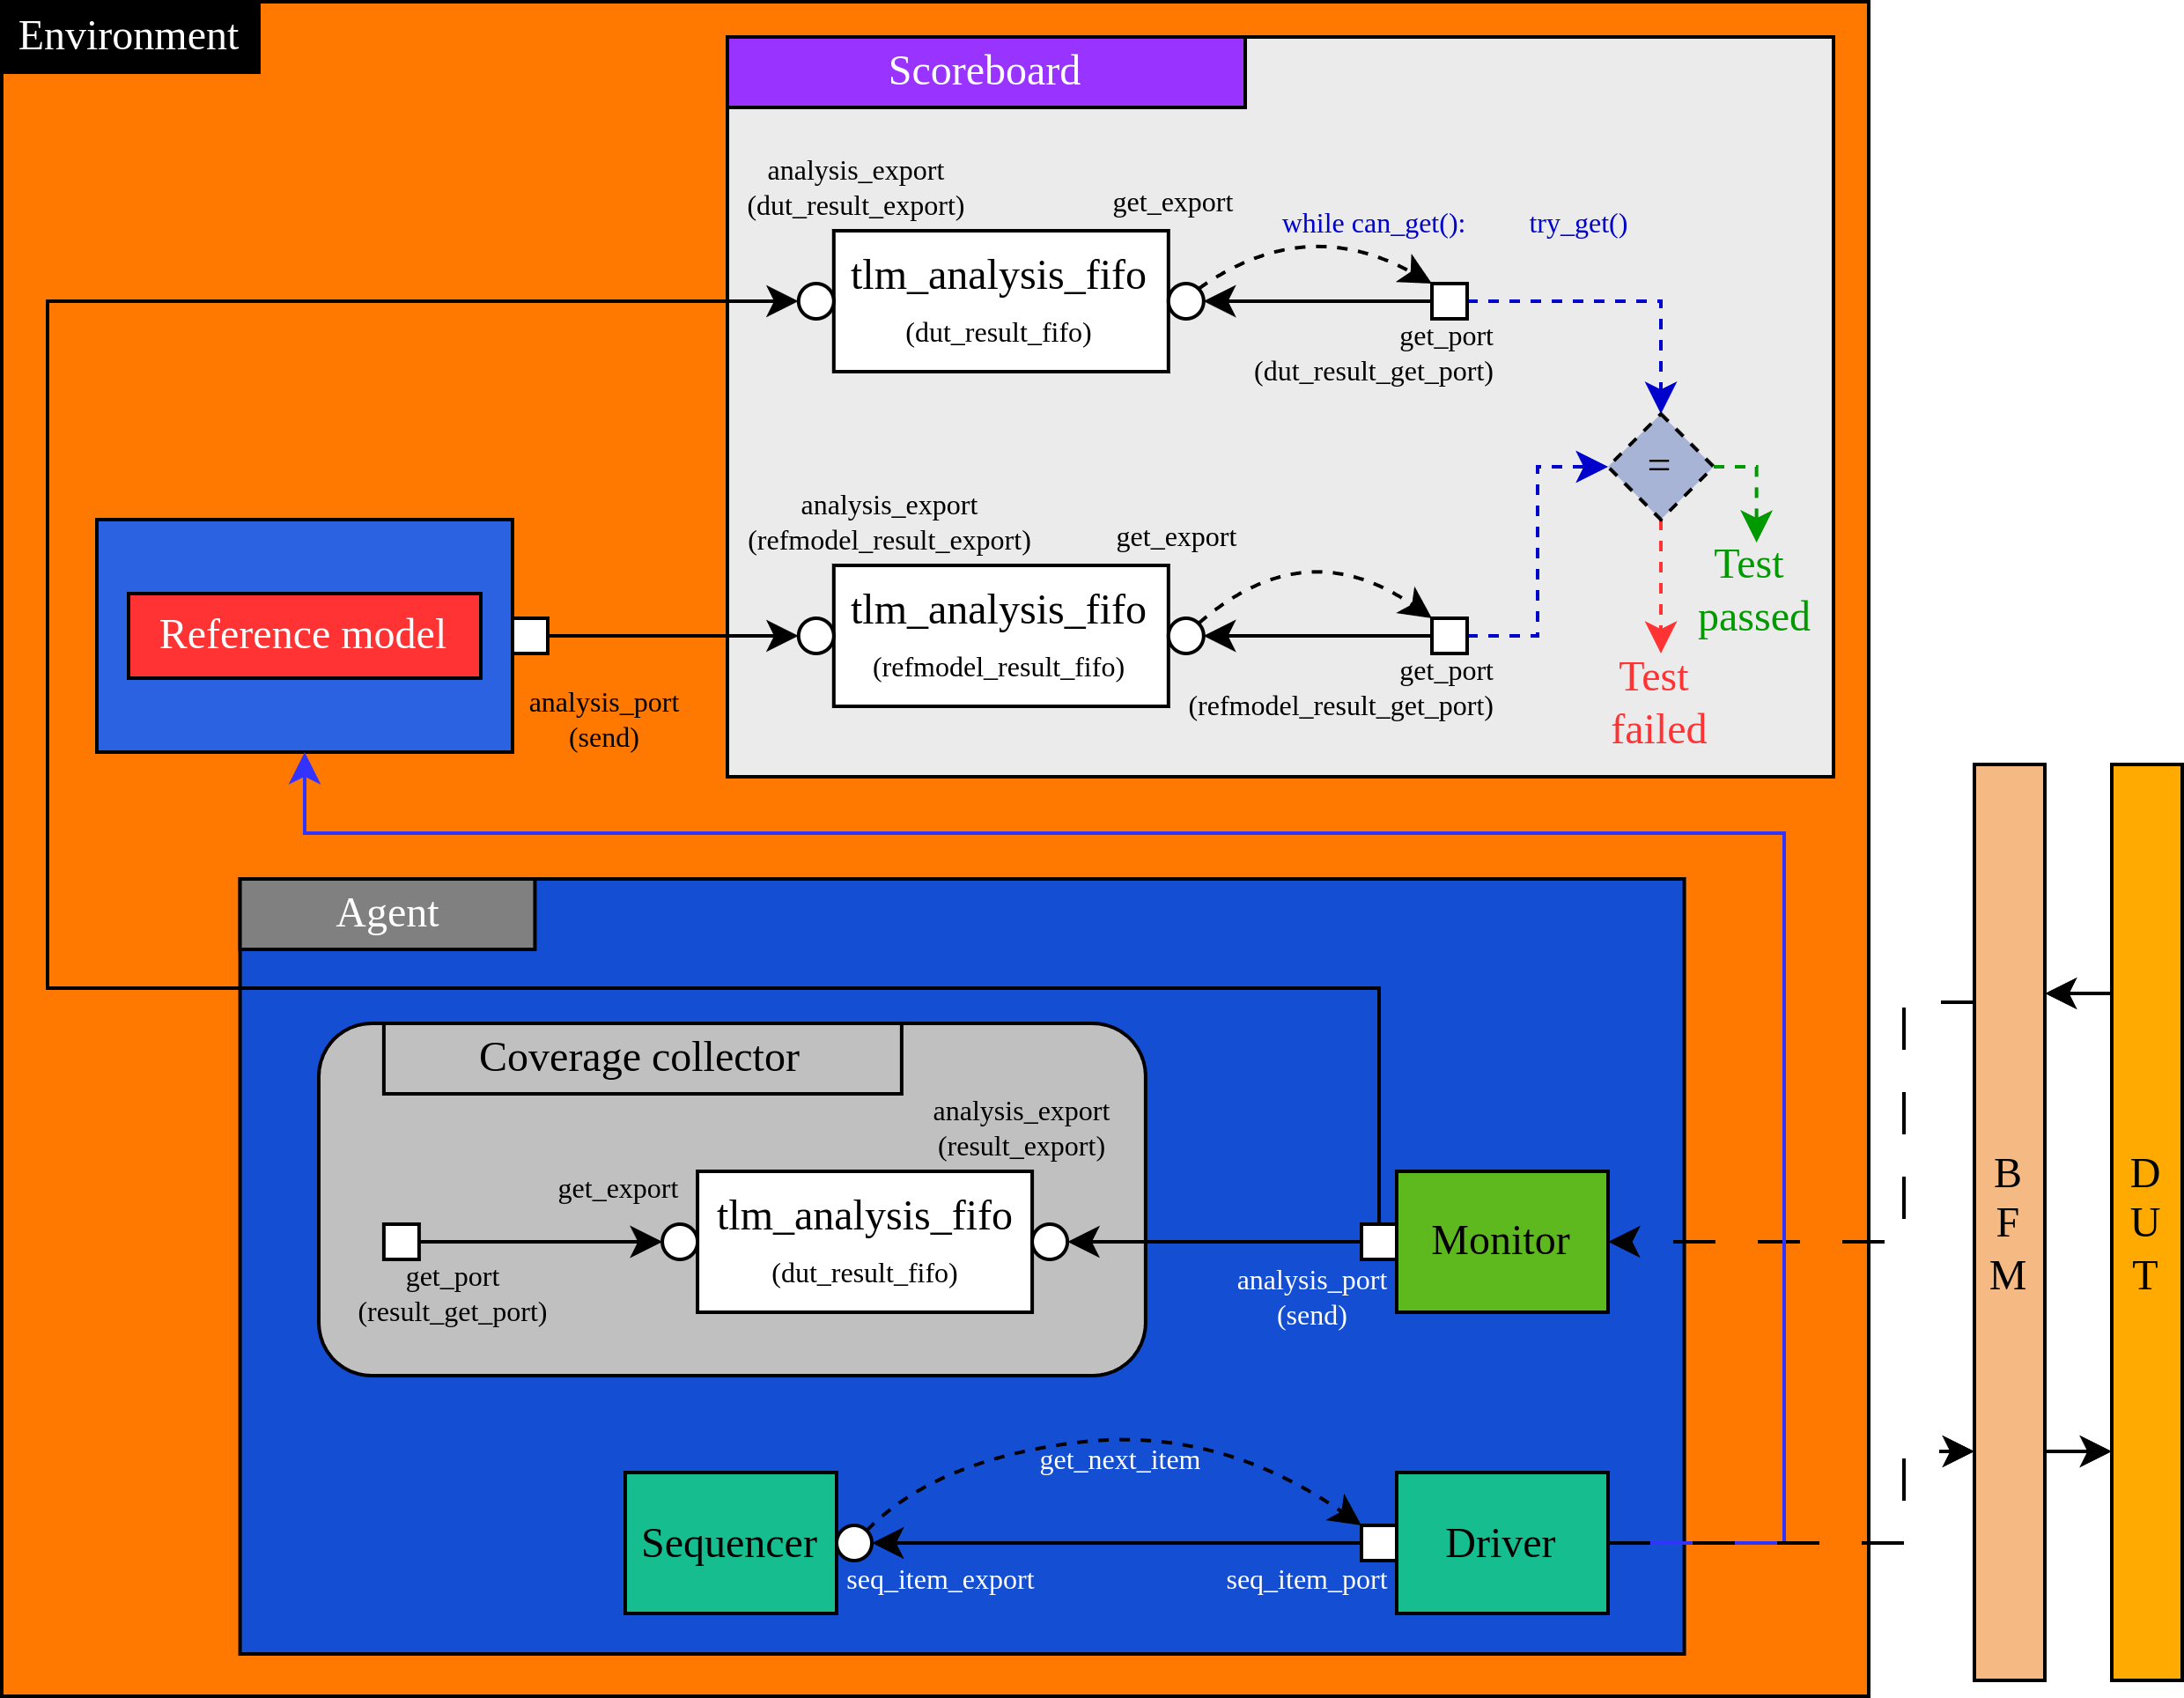 Environment
Scoreboard
analysis_export
(dut_result_export)
get_export
while can_get():
try_get()
tlm_analysis_fifo
(dut_result_fifo)
get_port
(dut_result_get_port)
=
analysis_export
(refmodel_result_export)
get_export
tlm_analysis_fifo
(refmodel_result_fifo)
get_port
(refmodel_result_get_port)
Test
passed
Test
failed
Reference model
analysis_port
(send)
Agent
Coverage collector
analysis_export
(result_export)
get_export
tlm_analysis_fifo
(dut_result_fifo)
get_port
(result_get_port)
Monitor
analysis_port
(send)
get_next_item
Sequencer
seq_item_export
seq_item_port
Driver
B
F
M
D
U
T